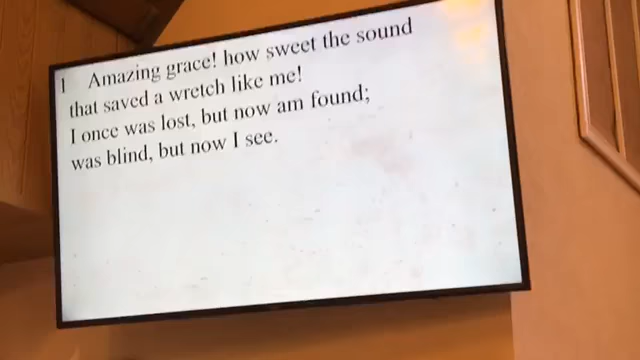 1 Amazing grace! how sweet the sound
that saved a wretch like me!
I once was lost, but now am found;
was blind, but now I see.